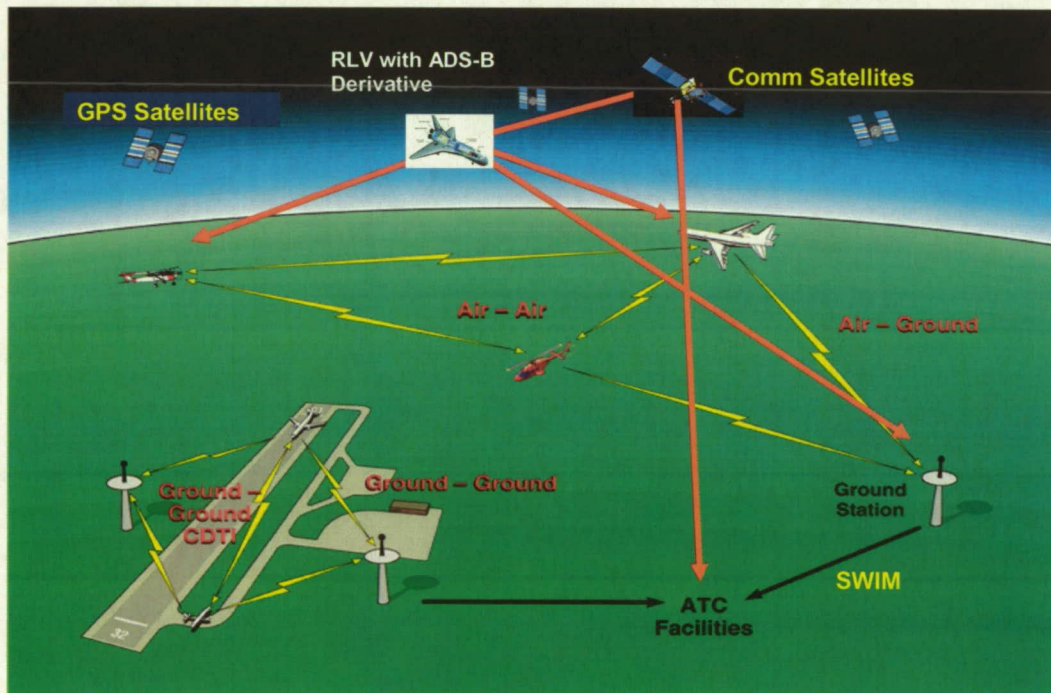 RLV with ADS-B
Derivative
Comm Satellites
GPS Satellites
Air – Air
Air – Ground
Ground –
Ground
CDTI
Ground – Ground
Ground
Station
SWIM
ATC
Facilities
32